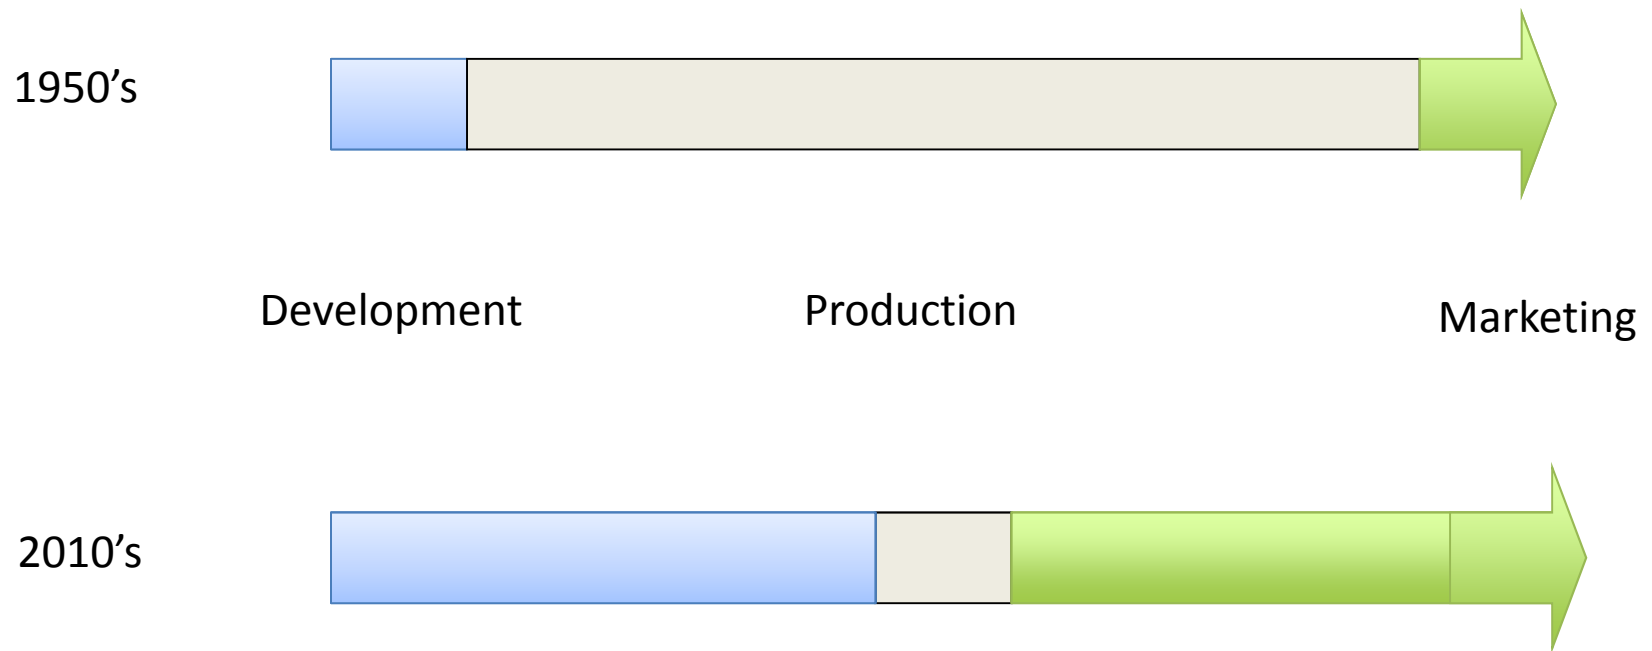 1950’s
Development
Production
Marketing
2010’s